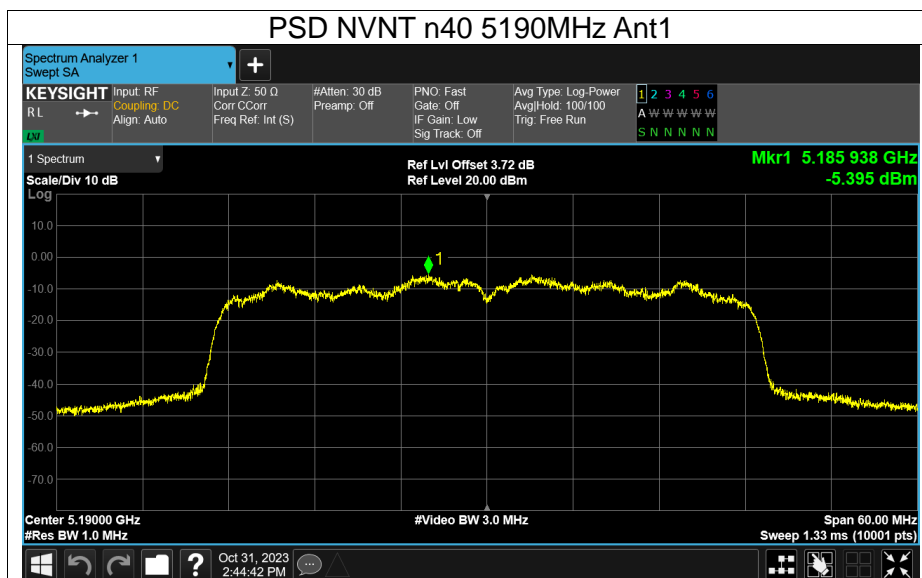 PSD NVNT n40 5190MHz Ant1
Spectrum Analyzer 1
Swept SA
+
KEYSIGHT Input: RF Input Z: 50 Ω #Atten: 30 dB PNO: Fast Avg Type: Log-Power 1 2 3 4 5 6
RL Coupling: DC Corr CCorr Preamp: Off Gate: Off Avg|Hold: 100/100 A W W W W W
Align: Auto Freq Ref: Int (S) IF Gain: Low Trig: Free Run
LXI Sig Track: Off S N N N N N
1 Spectrum Ref Lvl Offset 3.72 dB Mkr1 5.185 938 GHz
Scale/Div 10 dB Ref Level 20.00 dBm -5.395 dBm
Log
10.0
0.00
1
-10.0
-20.0
-30.0
-40.0
-50.0
-60.0
-70.0
Center 5.19000 GHz #Video BW 3.0 MHz Span 60.00 MHz
#Res BW 1.0 MHz Sweep 1.33 ms (10001 pts)
? Oct 31, 2023
2:44:42 PM